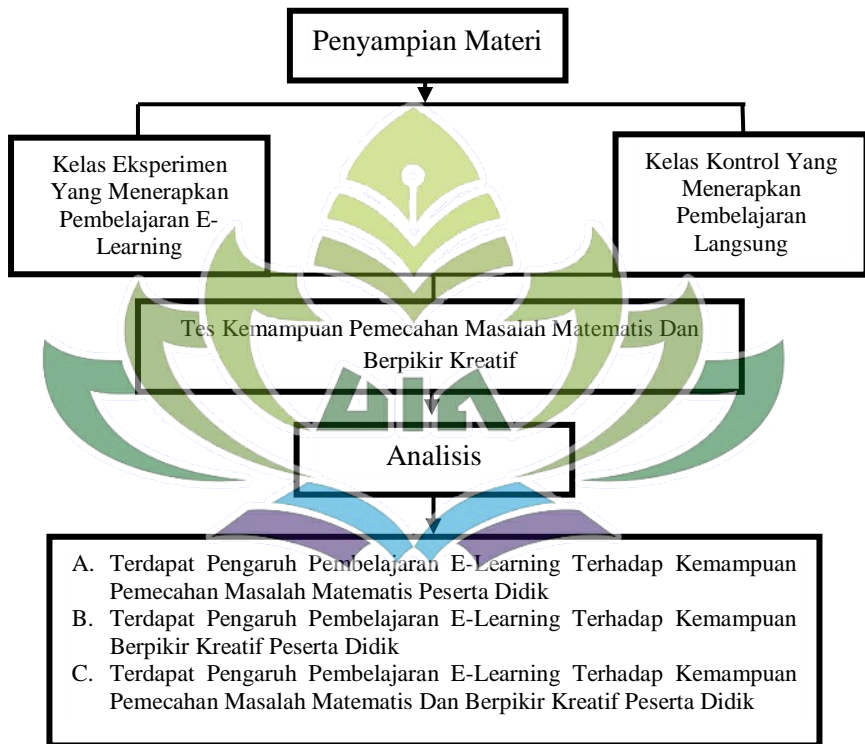 Penyampian Materi
Kelas Eksperimen
Yang Menerapkan
Pembelajaran E-
Learning
Kelas Kontrol Yang
Menerapkan
Pembelajaran
Langsung
Tes Kemampuan Pemecahan Masalah Matematis Dan
Berpikir Kreatif
Analisis
A. Terdapat Pengaruh Pembelajaran E-Learning Terhadap Kemampuan
Pemecahan Masalah Matematis Peserta Didik
B. Terdapat Pengaruh Pembelajaran E-Learning Terhadap Kemampuan
Berpikir Kreatif Peserta Didik
C. Terdapat Pengaruh Pembelajaran E-Learning Terhadap Kemampuan
Pemecahan Masalah Matematis Dan Berpikir Kreatif Peserta Didik